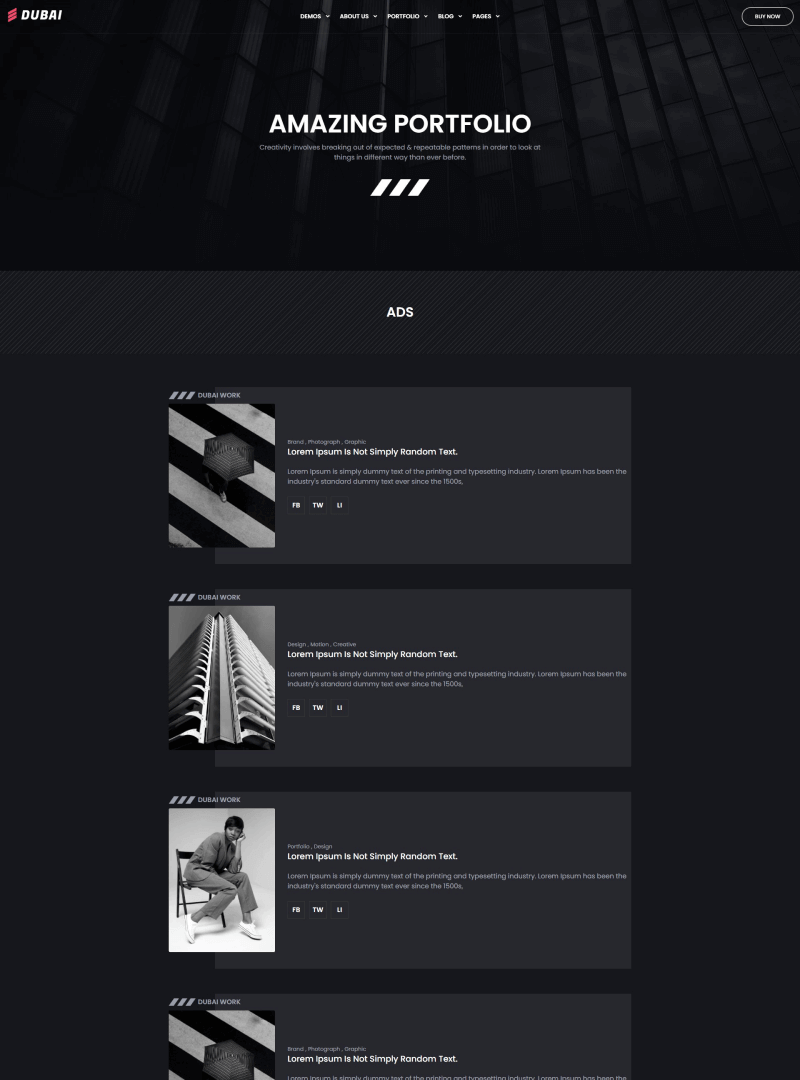 DUBAI
DEMOS ABOUT US PORTFOLIO BLOG PAGES
BUY NOW
AMAZING PORTFOLIO
Creativity involves breaking out of expected & repeatable patterns in order to look at
things in different way than ever before.
ADS
DUBAI WORK
Brand , Photograph , Graphic
Lorem Ipsum Is Not Simply Random Text.
Lorem Ipsum is simply dummy text of the printing and typesetting industry. Lorem Ipsum has been the
industry's standard dummy text ever since the 1500s,
FB TW LI
DUBAI WORK
Design , Motion , Creative
Lorem Ipsum Is Not Simply Random Text.
Lorem Ipsum is simply dummy text of the printing and typesetting industry. Lorem Ipsum has been the
industry's standard dummy text ever since the 1500s,
FB TW LI
DUBAI WORK
Portfolio , Design
Lorem Ipsum Is Not Simply Random Text.
Lorem Ipsum is simply dummy text of the printing and typesetting industry. Lorem Ipsum has been the
industry's standard dummy text ever since the 1500s,
FB TW LI
DUBAI WORK
Brand , Photograph , Graphic
Lorem Ipsum Is Not Simply Random Text.
Lorem Ipsum is simply dummy text of the printing and typesetting industry. Lorem Ipsum has been the